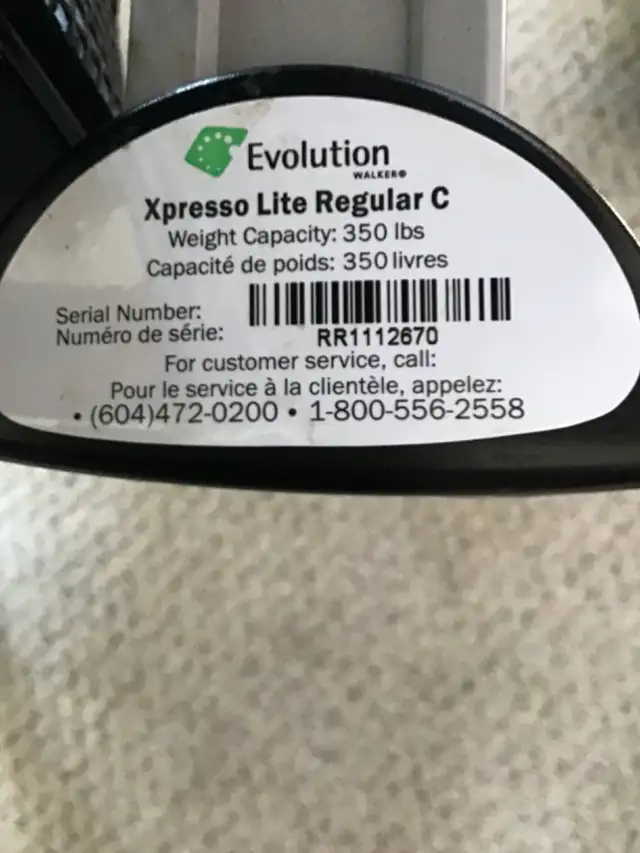 Evolution
WALKER®
Xpresso Lite Regular C
Weight Capacity: 350 lbs
Capacité de poids: 350 livres
Serial Number:
Numéro de série:
RR1112670
For customer service, call:
Pour le service à la clientèle, appelez:
• (604)472-0200 • 1-800-556-2558